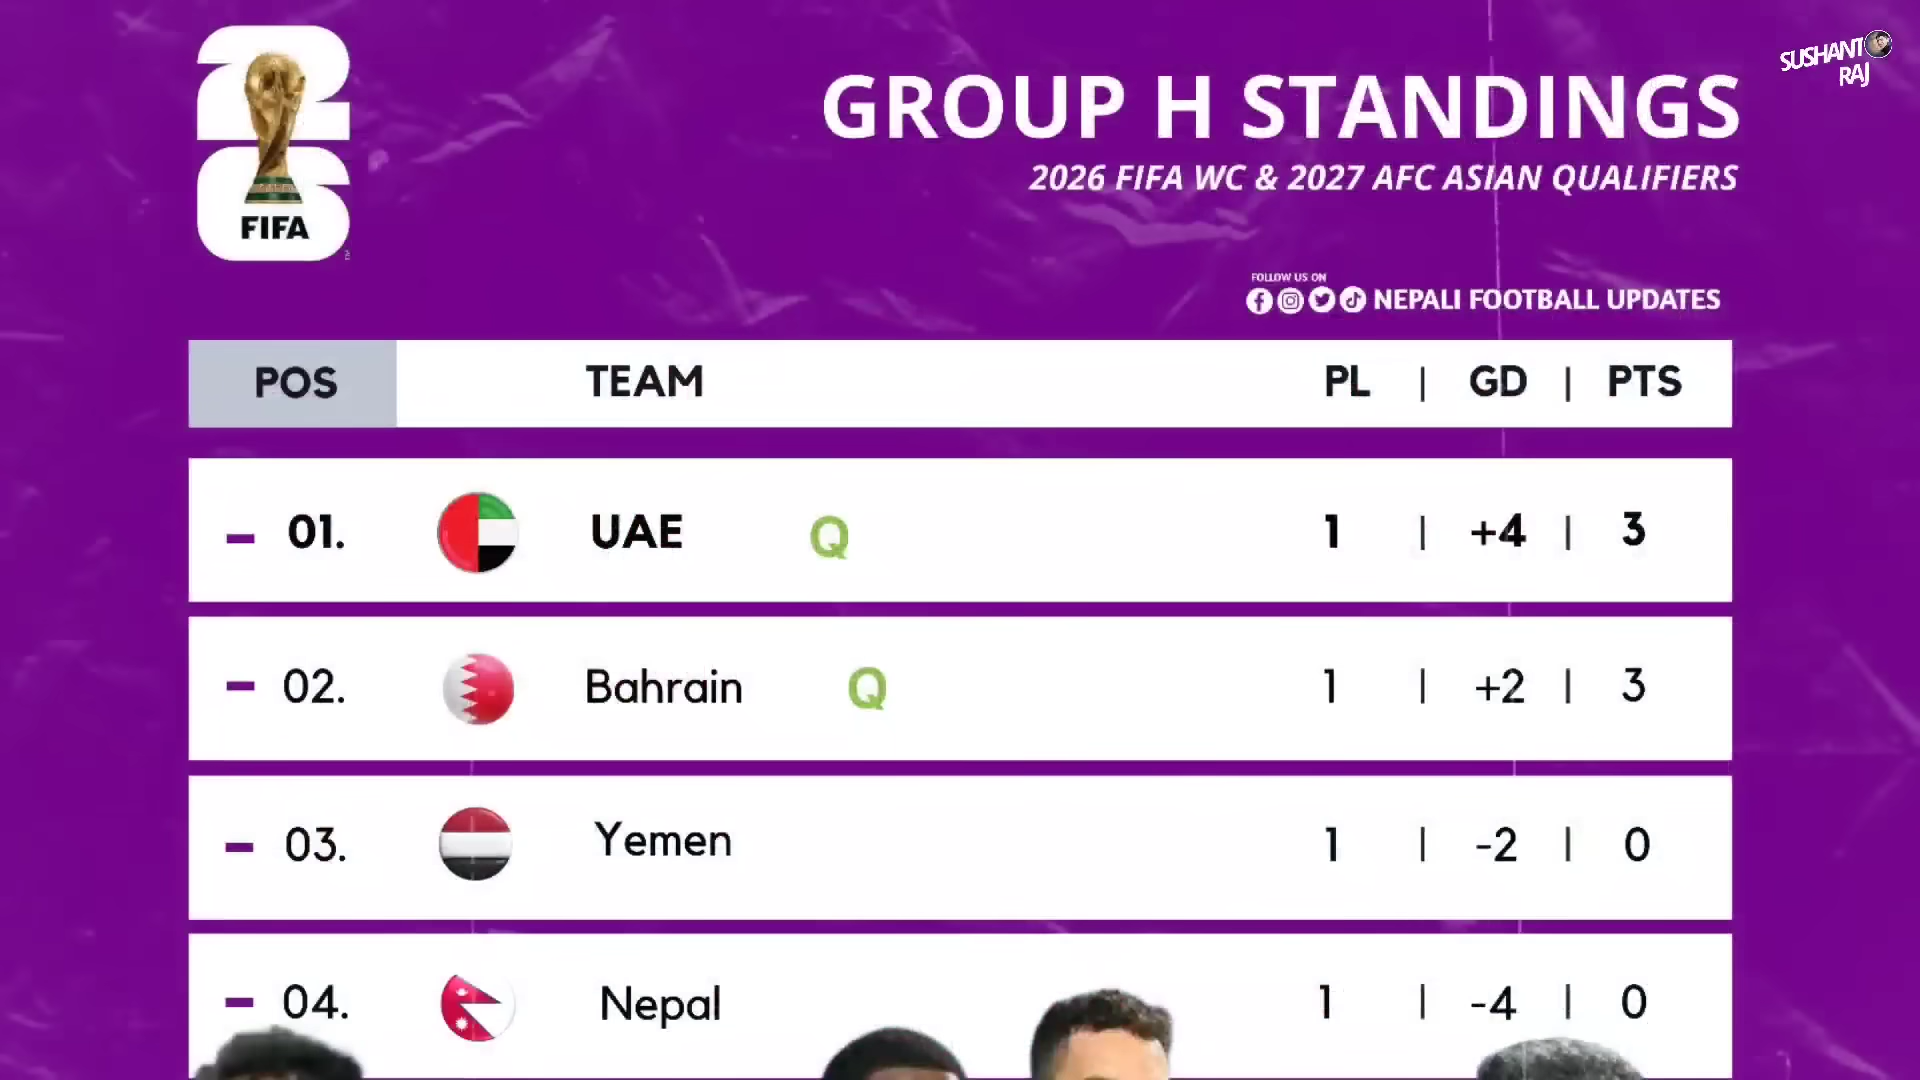 SUSHANT
RAJ
FIFA
GROUP H STANDINGS
2026 FIFA WC & 2027 AFC ASIAN QUALIFIERS
FOLLOW US ON
NEPALI FOOTBALL UPDATES
POS TEAM PL | GD | PTS
- 01. UAE Q 1 | +4 | 3
- 02. Bahrain Q 1 | +2 | 3
- 03. Yemen 1 | -2 | 0
- 04. Nepal 1 | -4 | 0